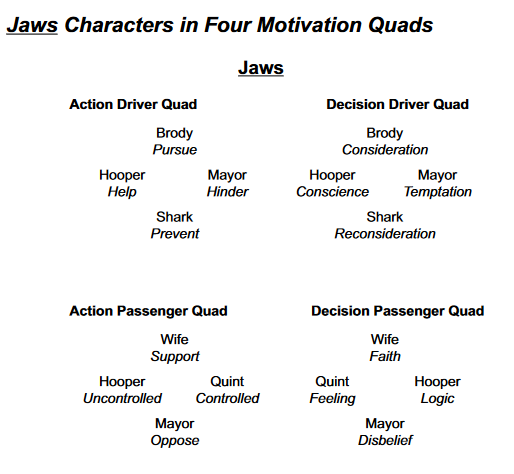 Jaws Characters in Four Motivation Quads
Jaws
Action Driver Quad Decision Driver Quad
Brody Brody
Pursue Consideration
Hooper Mayor Hooper Mayor
Help Hinder Conscience Temptation
Shark Shark
Prevent Reconsideration
Action Passenger Quad Decision Passenger Quad
Wife Wife
Support Faith
Hooper Quint Quint Hooper
Uncontrolled Controlled Feeling Logic
Mayor Mayor
Oppose Disbelief